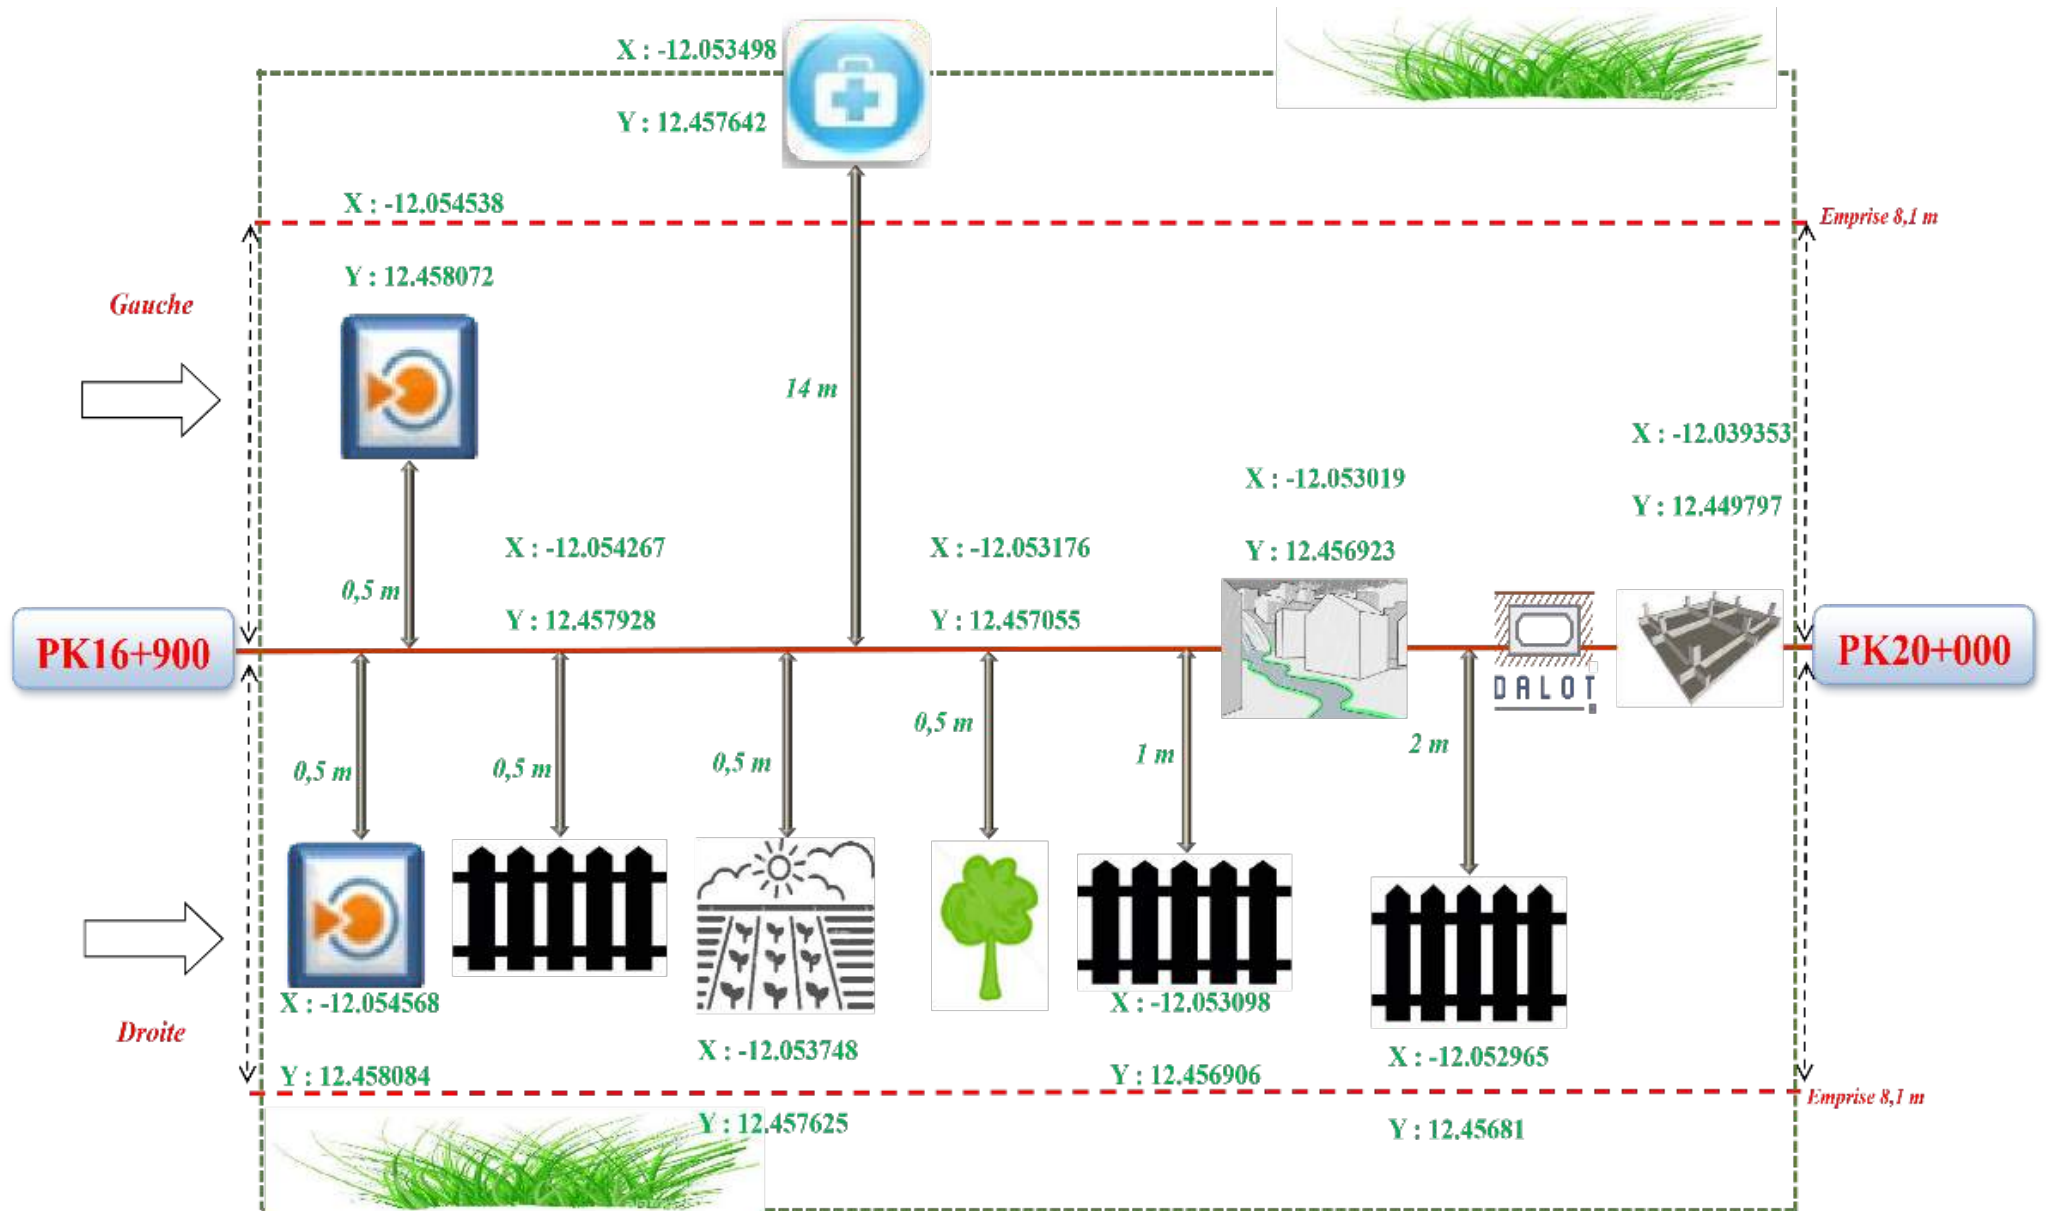 X : -12.053498
Y : 12.457642
X : -12.054538
Emprise 8,1 m
Y : 12.458072
Gauche
14 m
X : -12.039353
X : -12.053019
Y : 12.449797
X : -12.054267
X : -12.053176
Y : 12.456923
0,5 m
Y : 12.457928
Y : 12.457055
PK16+900
PK20+000
DALOT
0,5 m
0,5 m
0,5 m
0,5 m
1 m
2 m
X : -12.054568
X : -12.053098
Droite
X : -12.053748
X : -12.052965
Y : 12.458084
Y : 12.456906
Emprise 8,1 m
Y : 12.457625
Y : 12.45681